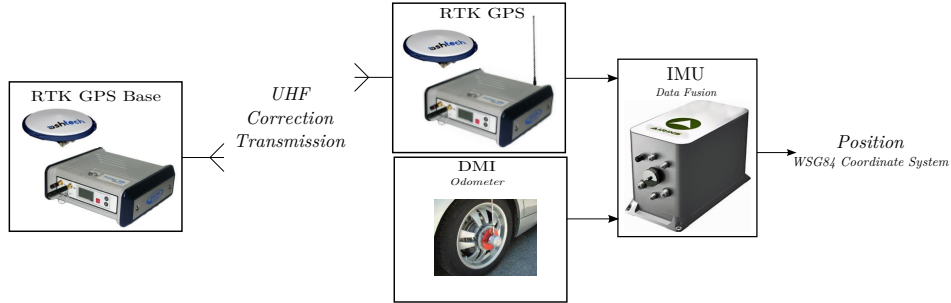 RTK GPS Base
ashtech
UHF
Correction
Transmission
RTK GPS
ashtech
DMI
Odometer
IMU
Data Fusion
AIRINS
Position
WSG84 Coordinate System